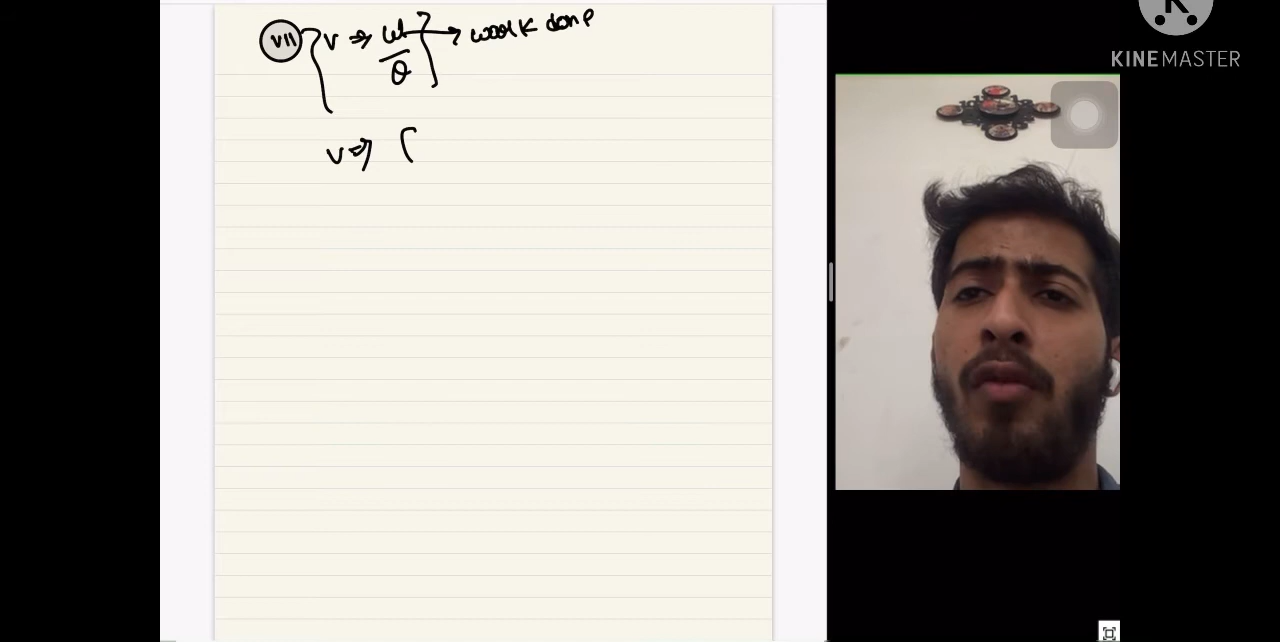 VII V ⇒ W/Q → work done
V ⇒ (
KINEMASTER